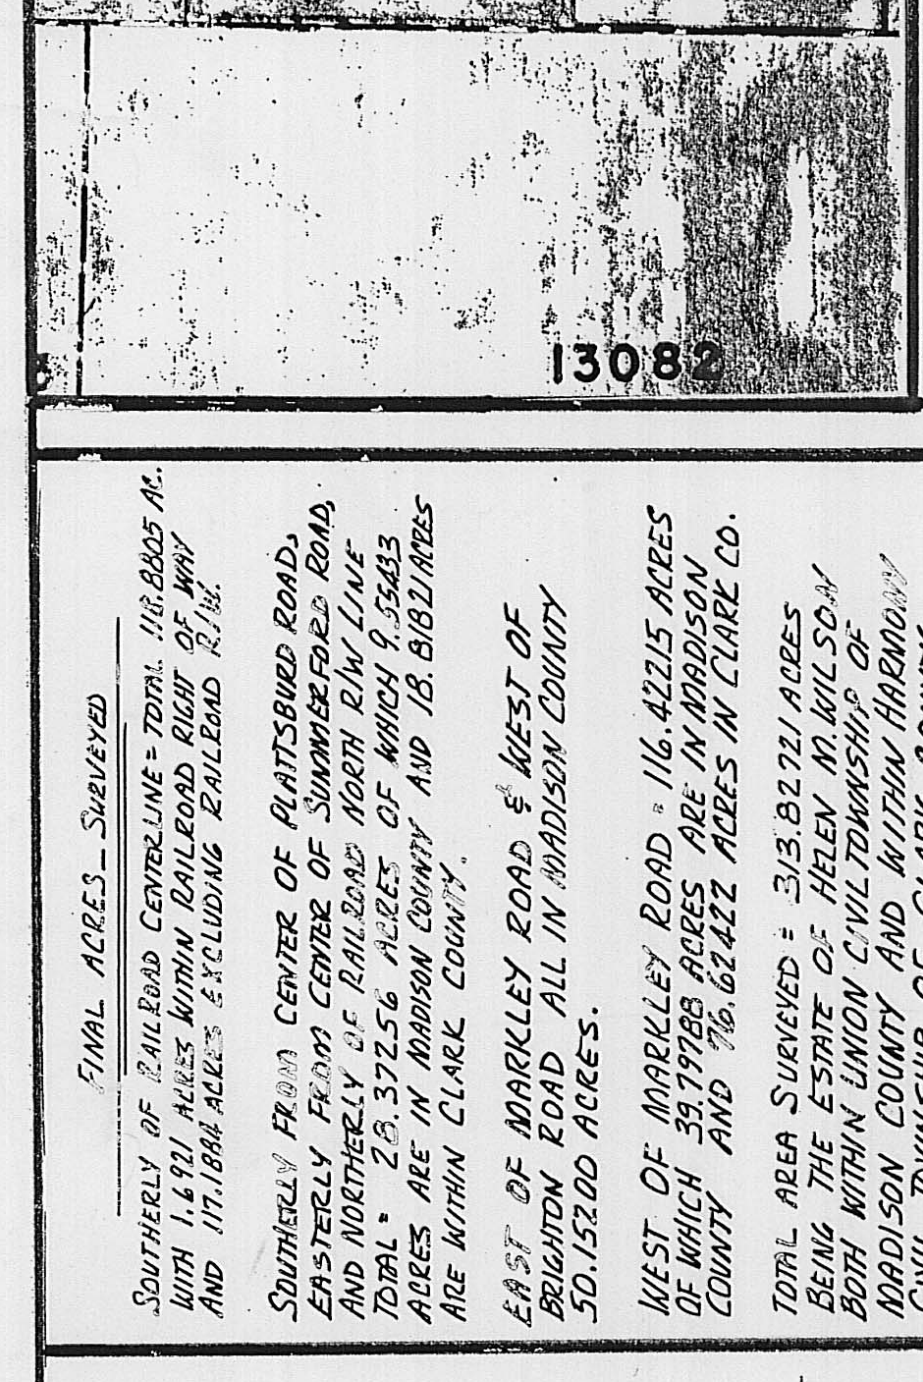 13082
FINAL ACRES_SURVEYED
SOUTHERLY OF RAILROAD CENTERLINE = TOTAL 118.8805 AC.
WITH 1.6921 ACRES WITHIN RAILROAD RIGHT OF WAY
AND 117.1884 ACRES EXCLUDING RAILROAD R/W.
SOUTHERLY FROM CENTER OF PLATTSBURD ROAD,
EASTERLY FROM CENTER OF SUMMERFORD ROAD,
AND NORTHERLY OF RAILROAD NORTH R/W LINE
TOTAL = 28.37256 ACRES OF WHICH 9.55433
ACRES ARE IN MADISON COUNTY AND 18.81821 ACRES
ARE WITHIN CLARK COUNTY.
EAST OF MARKLEY ROAD & WEST OF
BRIGHTON ROAD ALL IN MADISON COUNTY
50.15200 ACRES.
WEST OF MARKLEY ROAD = 116.42215 ACRES
OF WHICH 39.79788 ACRES ARE IN MADISON
COUNTY AND 76.62422 ACRES IN CLARK CO.
TOTAL AREA SURVEYED = 313.82721 ACRES
BEING THE ESTATE OF HELEN M. WILSON
BOTH WITHIN UNION CIVIL TOWNSHIP OF
MADISON COUNTY AND WITHIN HARMONY